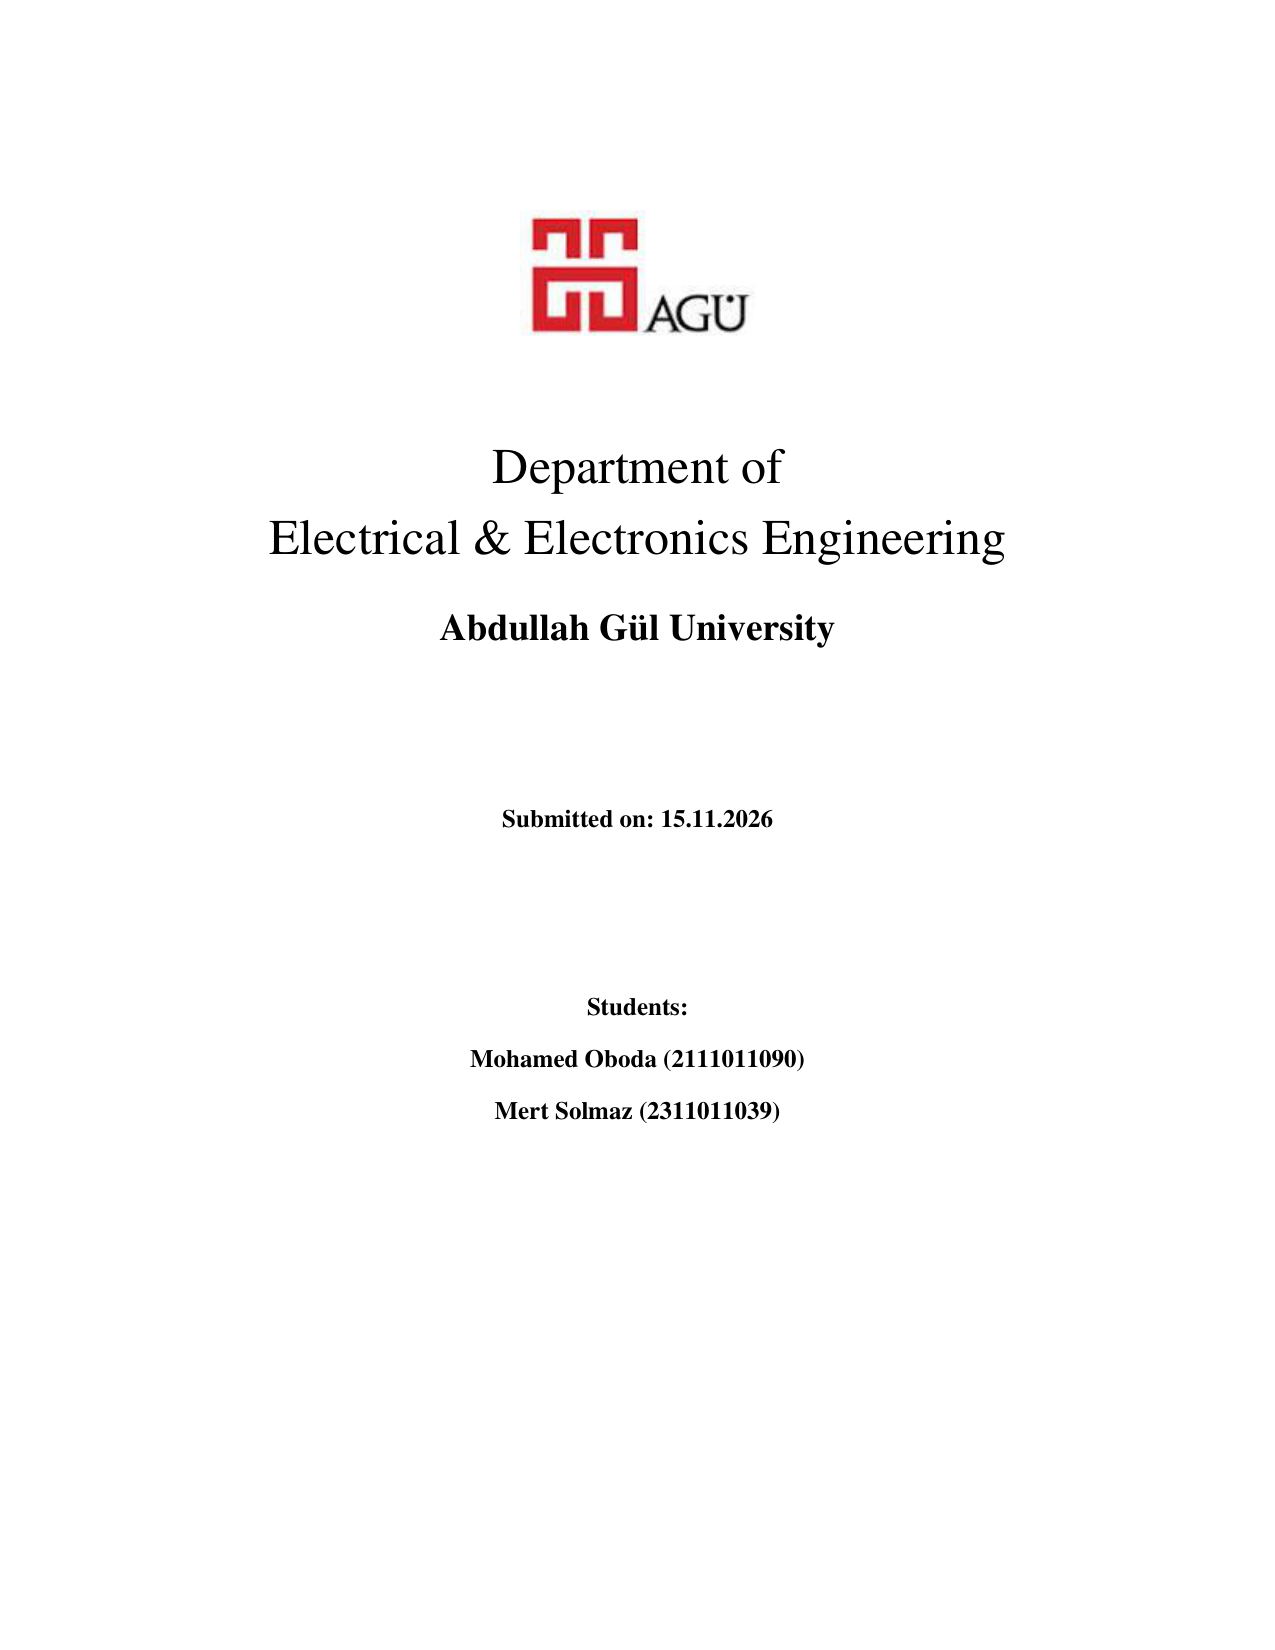 AGÜ
Department of
Electrical & Electronics Engineering
Abdullah Gül University
Submitted on: 15.11.2026
Students:
Mohamed Oboda (2111011090)
Mert Solmaz (2311011039)